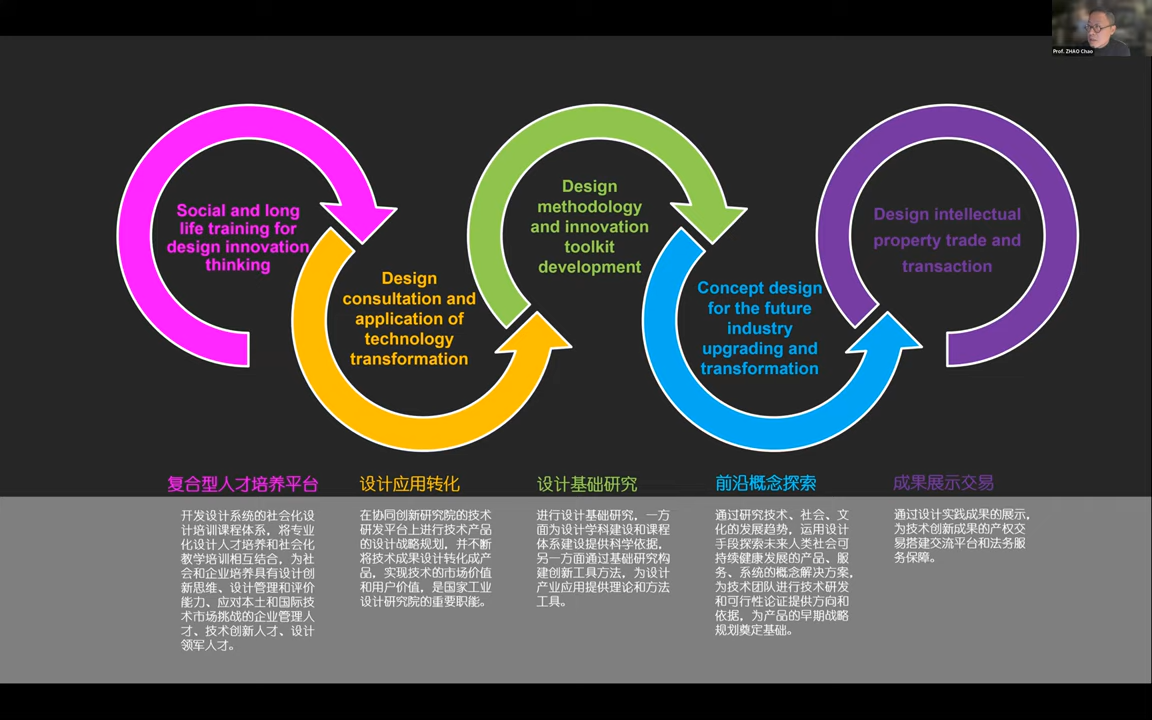 Prof. ZHAO Chao
Social and long
life training for
design innovation
thinking
Design
consultation and
application of
technology
transformation
Design
methodology
and innovation
toolkit
development
Concept design
for the future
industry
upgrading and
transformation
Design intellectual
property trade and
transaction
复合型人才培养平台
开发设计系统的社会化设
计培训课程体系，将专业
化设计人才培养和社会化
教学培训相互结合，为社
会和企业培养具有设计创
新思维、设计管理和评价
能力、应对本土和国际技
术市场挑战的企业管理人
才、技术创新人才、设计
领军人才。
设计应用转化
在协同创新研究院的技术
研发平台上进行技术产品
的设计战略规划，并不断
将技术成果设计转化成产
品，实现技术的市场价值
和用户价值，是国家工业
设计研究院的重要职能。
设计基础研究
进行设计基础研究，一方
面为设计学科建设和课程
体系建设提供科学依据，
另一方面通过基础研究构
建创新工具方法，为设计
产业应用提供理论和方法
工具。
前沿概念探索
通过研究技术、社会、文
化的发展趋势，运用设计
手段探索未来人类社会可
持续健康发展的产品、服
务、系统的概念解决方案，
为技术团队进行技术研发
和可行性论证提供方向和
依据，为产品的早期战略
规划奠定基础。
成果展示交易
通过设计实践成果的展示，
为技术创新成果的产权交
易搭建交流平台和法务服
务保障。